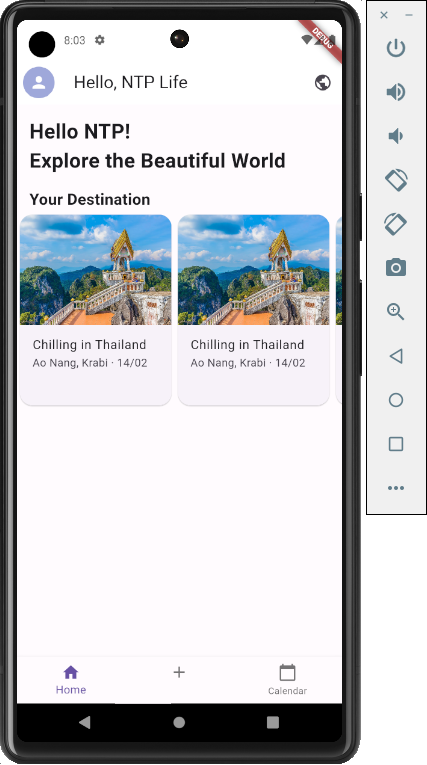 8:03
DEBUG
Hello, NTP Life
Hello NTP!
Explore the Beautiful World
Your Destination
Chilling in Thailand
Ao Nang, Krabi · 14/02
Chilling in Thailand
Ao Nang, Krabi · 14/02
Home
Calendar